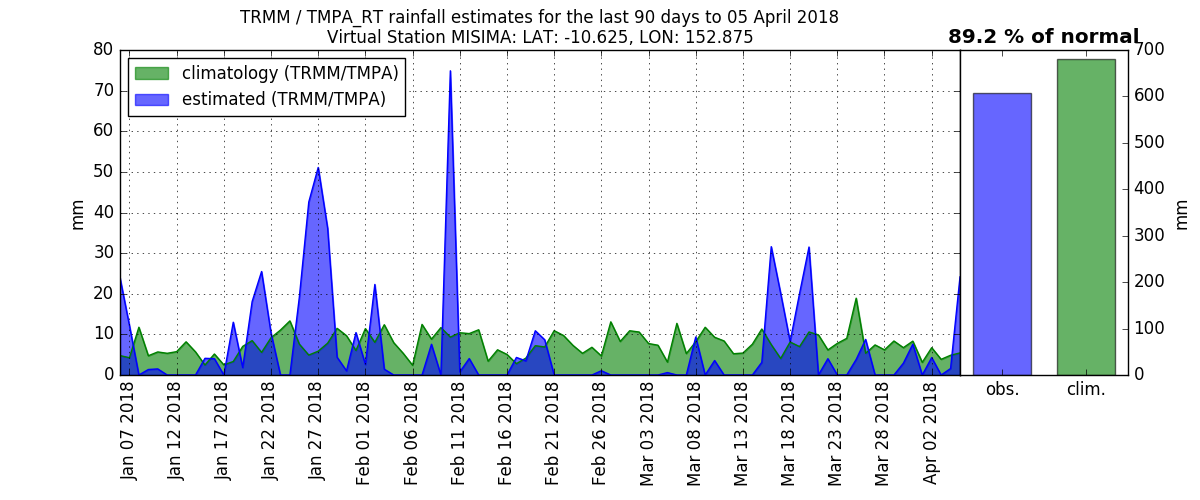 TRMM / TMPA_RT rainfall estimates for the last 90 days to 05 April 2018
Virtual Station MISIMA: LAT: -10.625, LON: 152.875
89.2 % of normal
climatology (TRMM/TMPA)
estimated (TRMM/TMPA)
80
70
60
50
40
30
20
10
0
mm
Jan 07 2018
Jan 12 2018
Jan 17 2018
Jan 22 2018
Jan 27 2018
Feb 01 2018
Feb 06 2018
Feb 11 2018
Feb 16 2018
Feb 21 2018
Feb 26 2018
Mar 03 2018
Mar 08 2018
Mar 13 2018
Mar 18 2018
Mar 23 2018
Mar 28 2018
Apr 02 2018
700
600
500
400
300
200
100
0
mm
obs.
clim.